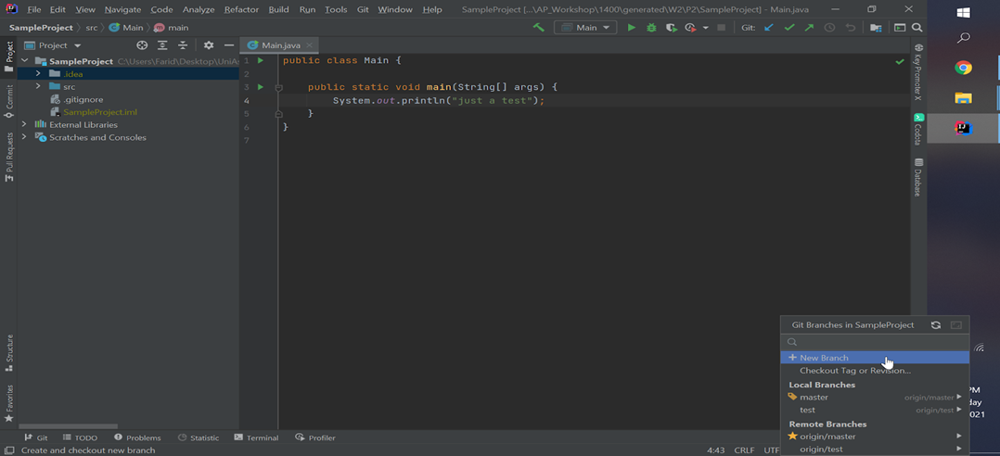 File Edit View Navigate Code Analyze Refactor Build Run Tools Git Window Help SampleProject [...\AP_Workshop\1400\generated\W2\P2\SampleProject] - Main.java
SampleProject src Main main Main Git:
Project
Project
Commit
Pull Requests
Structure
Favorites
SampleProject C:\Users\Farid\Desktop\UniAs
.idea
src
.gitignore
SampleProject.iml
External Libraries
Scratches and Consoles
Main.java
1 public class Main {
2
3 public static void main(String[] args) {
4 System.out.println("just a test");
5 }
6 }
7
Key Promoter X
Codota
Database
Git Branches in SampleProject
+ New Branch
Checkout Tag or Revision...
Local Branches
master origin/master
test origin/test
Remote Branches
origin/master
origin/test
PM
day
021
Git TODO Problems Statistic Terminal Profiler
Create and checkout new branch 4:43 CRLF UTF